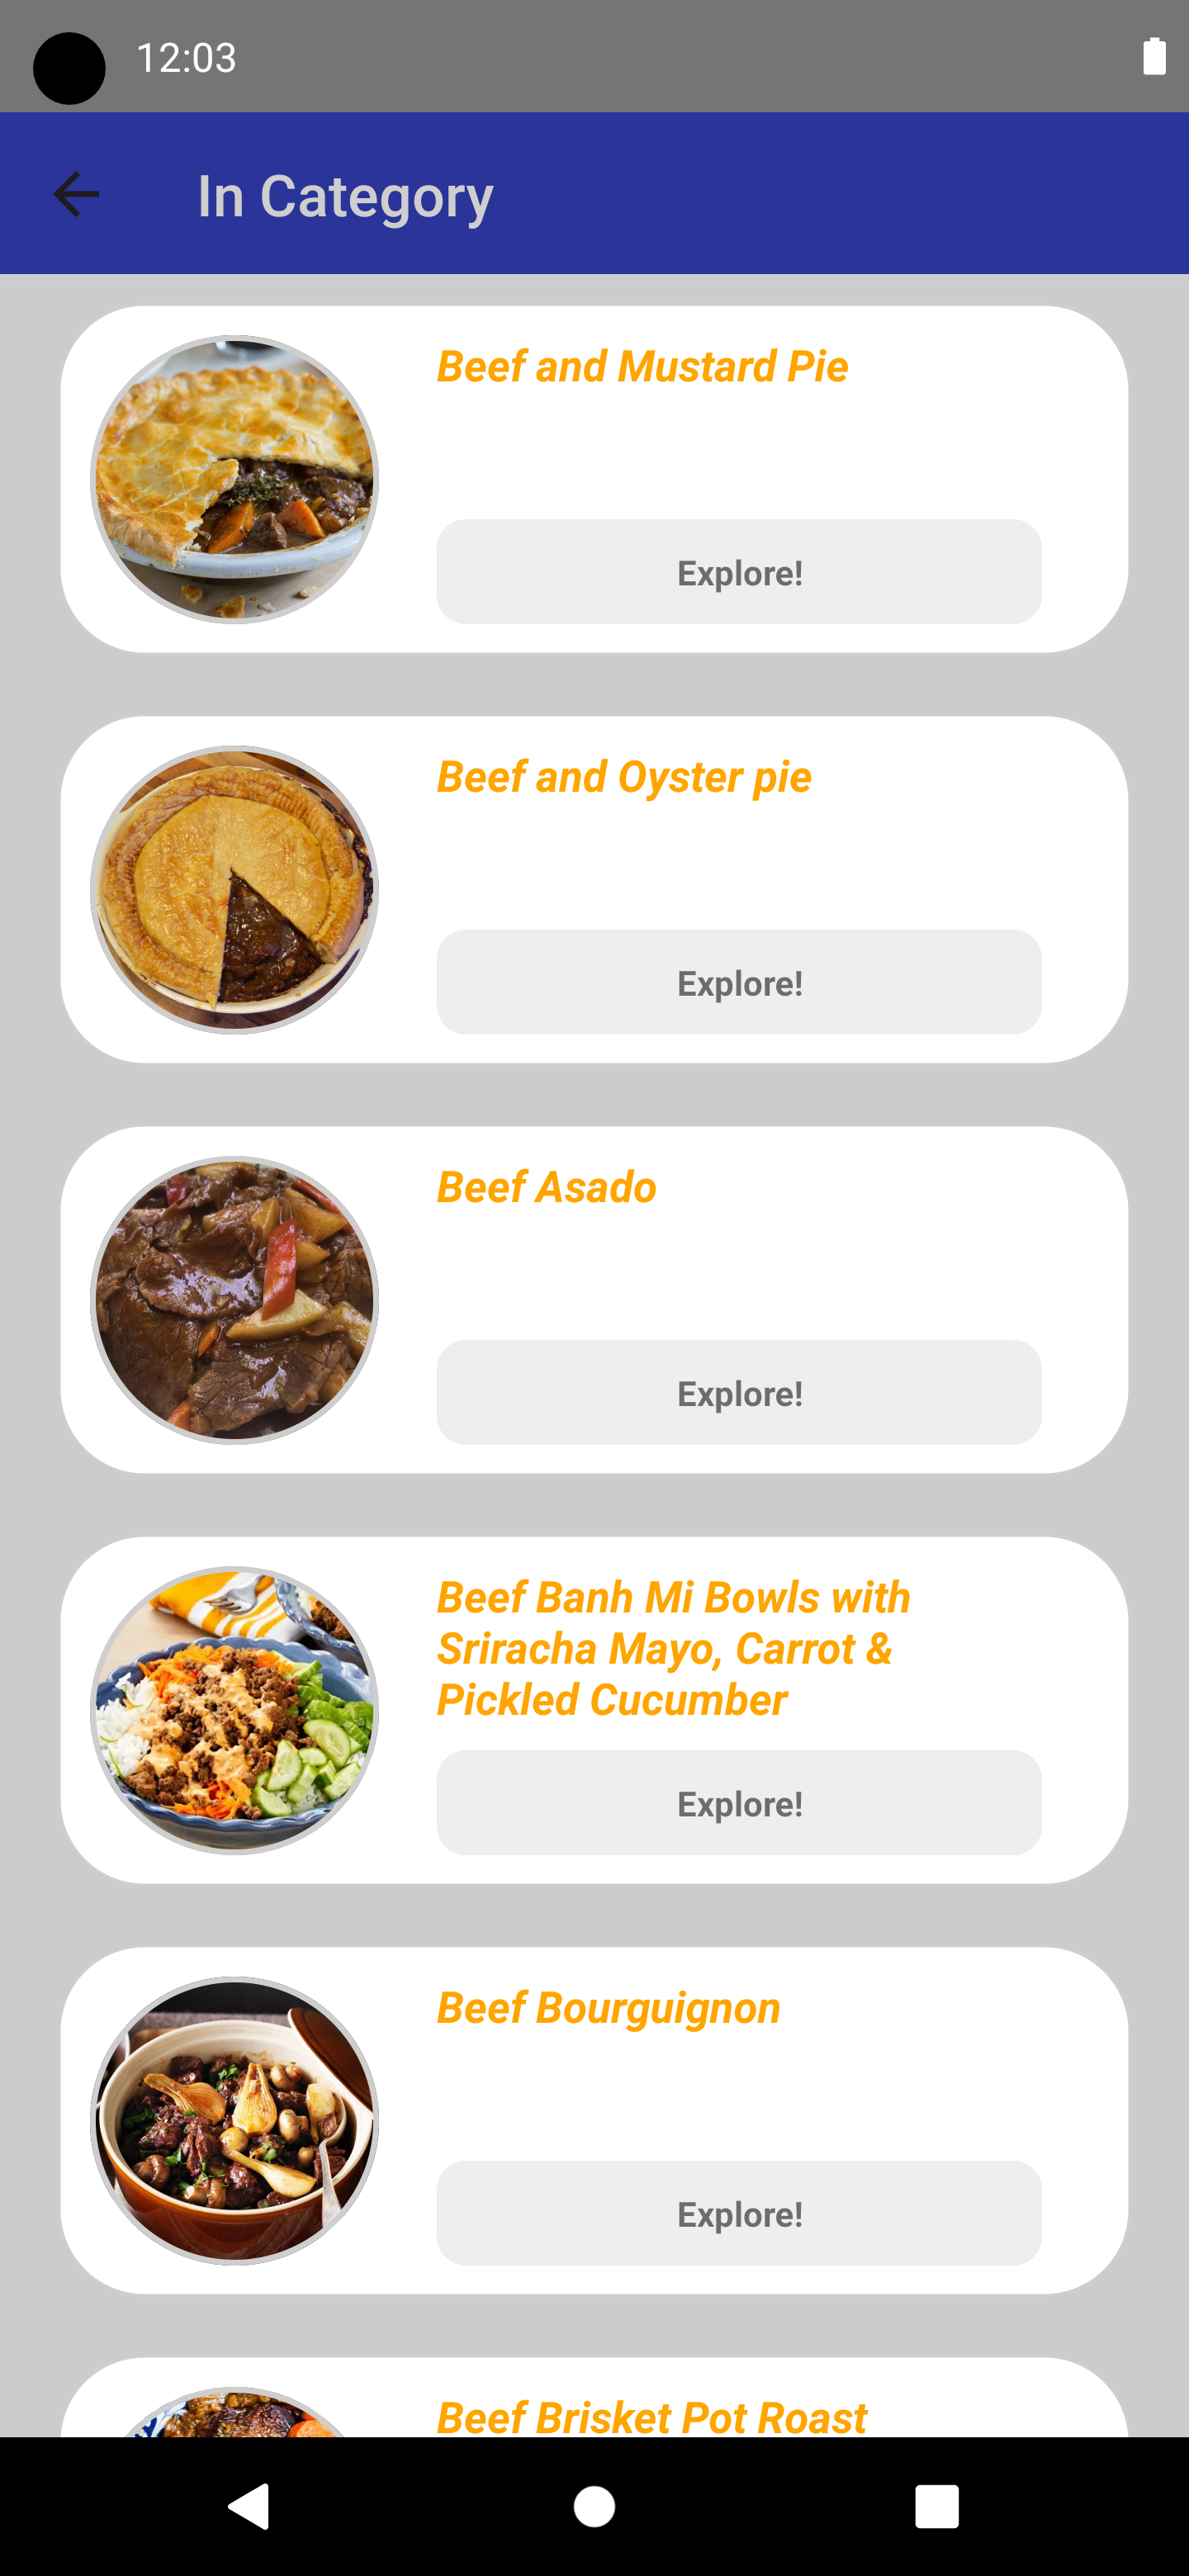 12:03
In Category
Beef and Mustard Pie
Explore!
Beef and Oyster pie
Explore!
Beef Asado
Explore!
Beef Banh Mi Bowls with
Sriracha Mayo, Carrot &
Pickled Cucumber
Explore!
Beef Bourguignon
Explore!
Beef Brisket Pot Roast